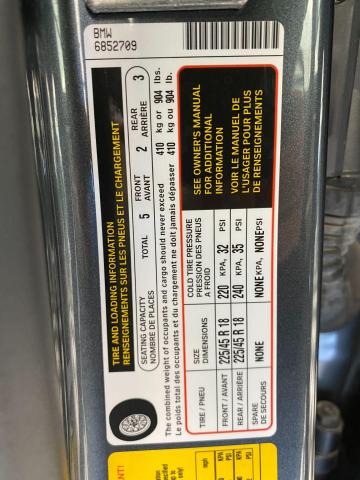 BMW
6852709
TIRE AND LOADING INFORMATION
RENSEIGNEMENTS SUR LES PNEUS ET LE CHARGEMENT
SEATING CAPACITY TOTAL 5 FRONT 2 REAR 3
NOMBRE DE PLACES AVANT ARRIÈRE
The combined weight of occupants and cargo should never exceed 410 kg or 904 lbs.
Le poids total des occupants et du chargement ne doit jamais dépasser 410 kg ou 904 lb.
TIRE / PNEU SIZE COLD TIRE PRESSURE
DIMENSIONS PRESSION DES PNEUS
A FROID
FRONT / AVANT 225/45 R 18 220 KPA, 32 PSI
REAR / ARRIÈRE 225/45 R 18 240 KPA, 35 PSI
SPARE NONE NONE KPA, NONE PSI
DE SECOURS
SEE OWNER'S MANUAL
FOR ADDITIONAL
INFORMATION
VOIR LE MANUEL DE
L'USAGER POUR PLUS
DE RENSEIGNEMENTS
mph
KPA
PSI
KPA
PSI